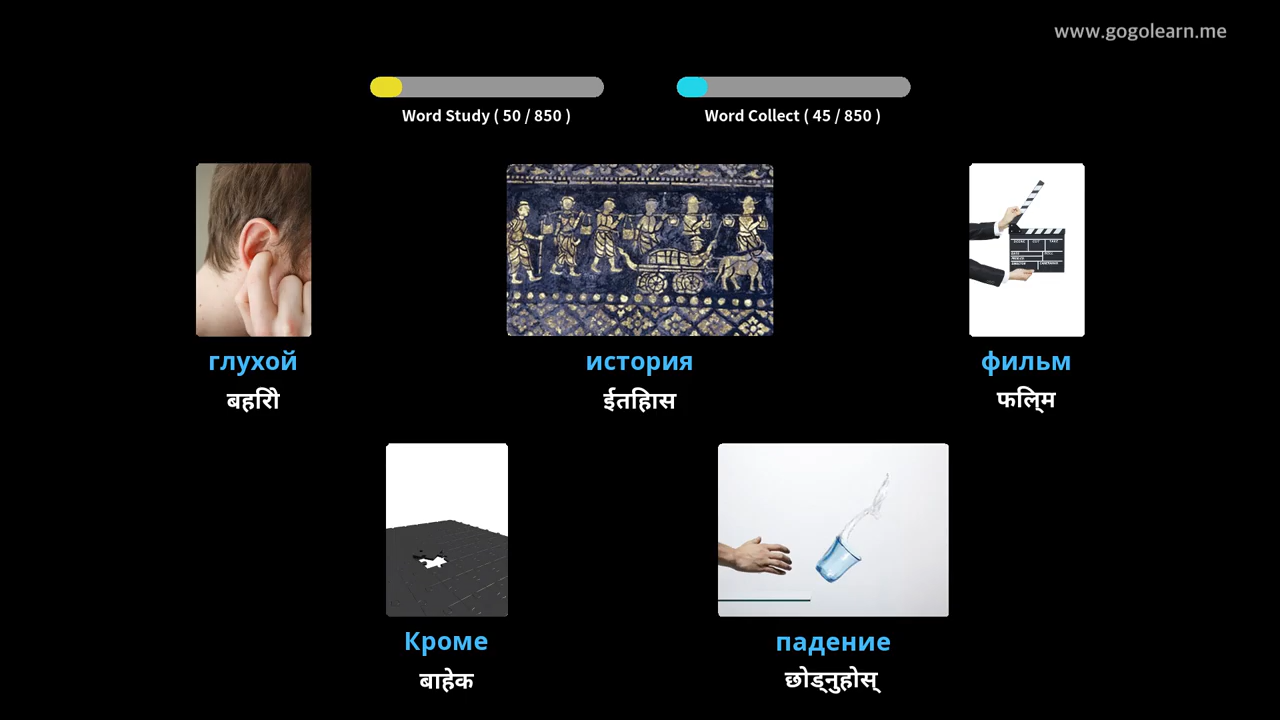 www.gogolearn.me
Word Study ( 50 / 850 )
Word Collect ( 45 / 850 )
глухой
история
фильм
बहिरो
ईतिहास
फिल्म
Кроме
падение
बाहेक
छोड्नुहोस्